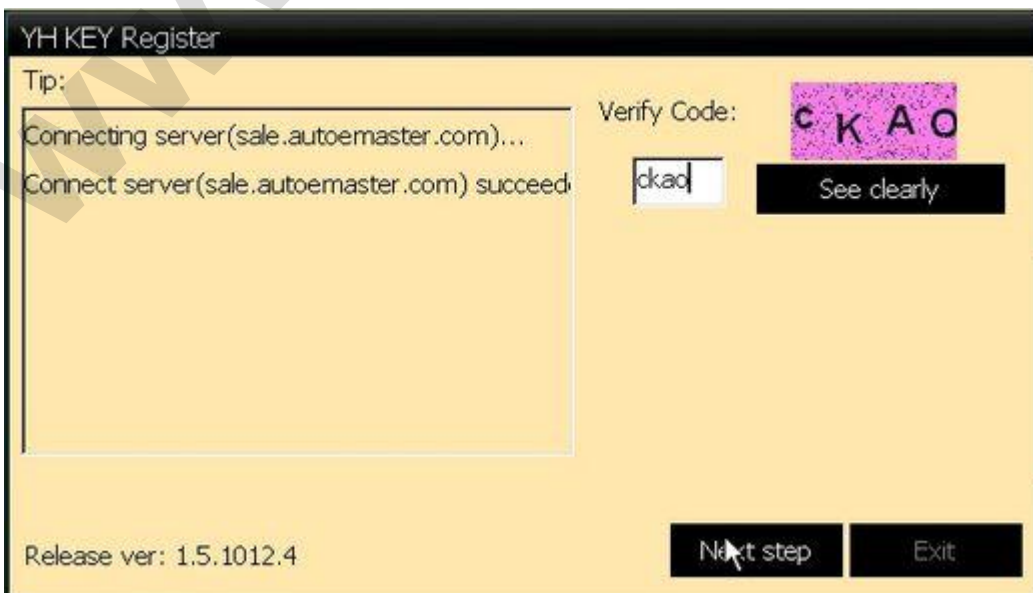 YH KEY Register
Tip:
Connecting server(sale.autoemaster.com)...
Connect server(sale.autoemaster.com) succeed
Verify Code:
c K A O
ckao
See clearly
Release ver: 1.5.1012.4
Next step
Exit